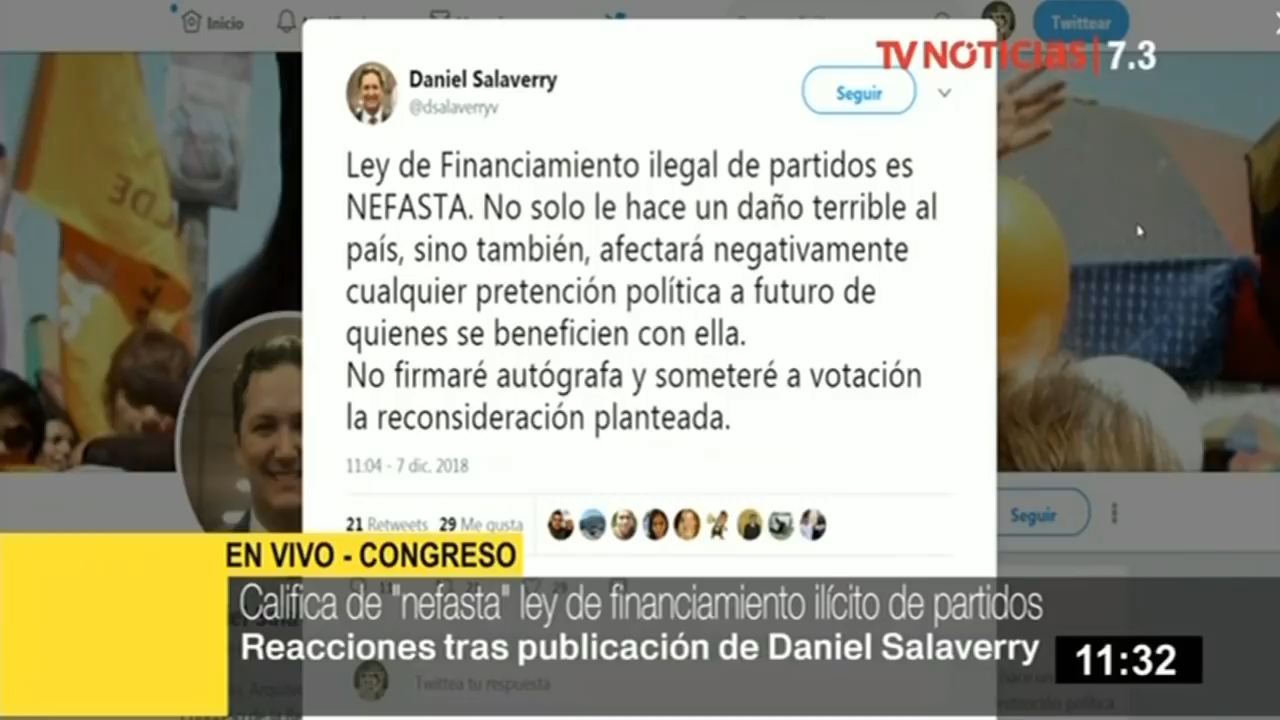 Inicio
Twittear
TV NOTICIAS | 7.3
Daniel Salaverry
@dsalaverryv
Seguir
Ley de Financiamiento ilegal de partidos es
NEFASTA. No solo le hace un daño terrible al
país, sino también, afectará negativamente
cualquier pretención política a futuro de
quienes se beneficien con ella.
No firmaré autógrafa y someteré a votación
la reconsideración planteada.
11:04 - 7 dic. 2018
21 Retweets 29 Me gusta
Seguir
EN VIVO - CONGRESO
Califica de "nefasta" ley de financiamiento ilícito de partidos
Reacciones tras publicación de Daniel Salaverry
11:32
Twittea tu respuesta